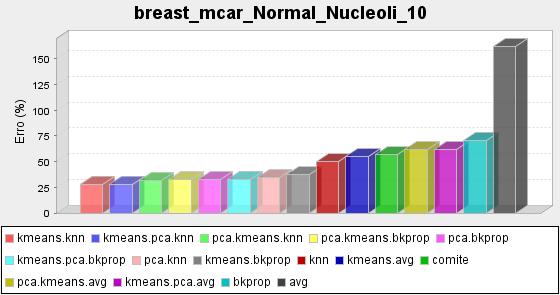 breast_mcar_Normal_Nucleoli_10
150
125
100
75
50
25
0
Erro (%)
kmeans.knn kmeans.pca.knn pca.kmeans.knn pca.kmeans.bkprop pca.bkprop
kmeans.pca.bkprop pca.knn kmeans.bkprop knn kmeans.avg comite
pca.kmeans.avg kmeans.pca.avg bkprop avg